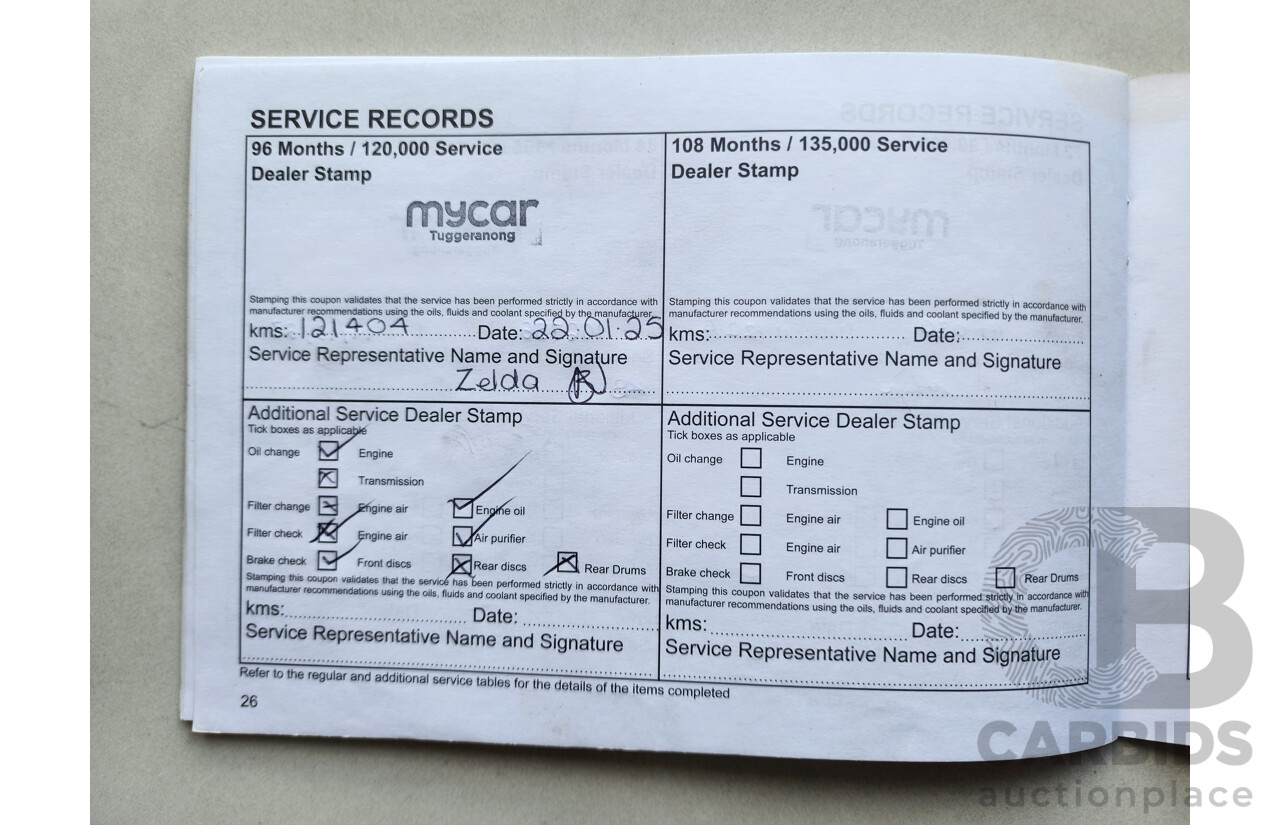 SERVICE RECORDS
96 Months / 120,000 Service
Dealer Stamp
mycar
Tuggeranong
Stamping this coupon validates that the service has been performed strictly in accordance with
manufacturer recommendations using the oils, fluids and coolant specified by the manufacturer.
kms: 121404 Date: 22.01.25
Service Representative Name and Signature
Zelda
Additional Service Dealer Stamp
Tick boxes as applicable
Oil change Engine
Transmission
Filter change Engine air Engine oil
Filter check Engine air Air purifier
Brake check Front discs Rear discs Rear Drums
Stamping this coupon validates that the service has been performed strictly in accordance with
manufacturer recommendations using the oils, fluids and coolant specified by the manufacturer.
kms: Date:
Service Representative Name and Signature
108 Months / 135,000 Service
Dealer Stamp
Stamping this coupon validates that the service has been performed strictly in accordance with
manufacturer recommendations using the oils, fluids and coolant specified by the manufacturer.
kms: Date:
Service Representative Name and Signature
Additional Service Dealer Stamp
Tick boxes as applicable
Oil change Engine
Transmission
Filter change Engine air Engine oil
Filter check Engine air Air purifier
Brake check Front discs Rear discs Rear Drums
Stamping this coupon validates that the service has been performed strictly in accordance with
manufacturer recommendations using the oils, fluids and coolant specified by the manufacturer.
kms: Date:
Service Representative Name and Signature
Refer to the regular and additional service tables for the details of the items completed
26
CB
CARBIDS
auctionplace